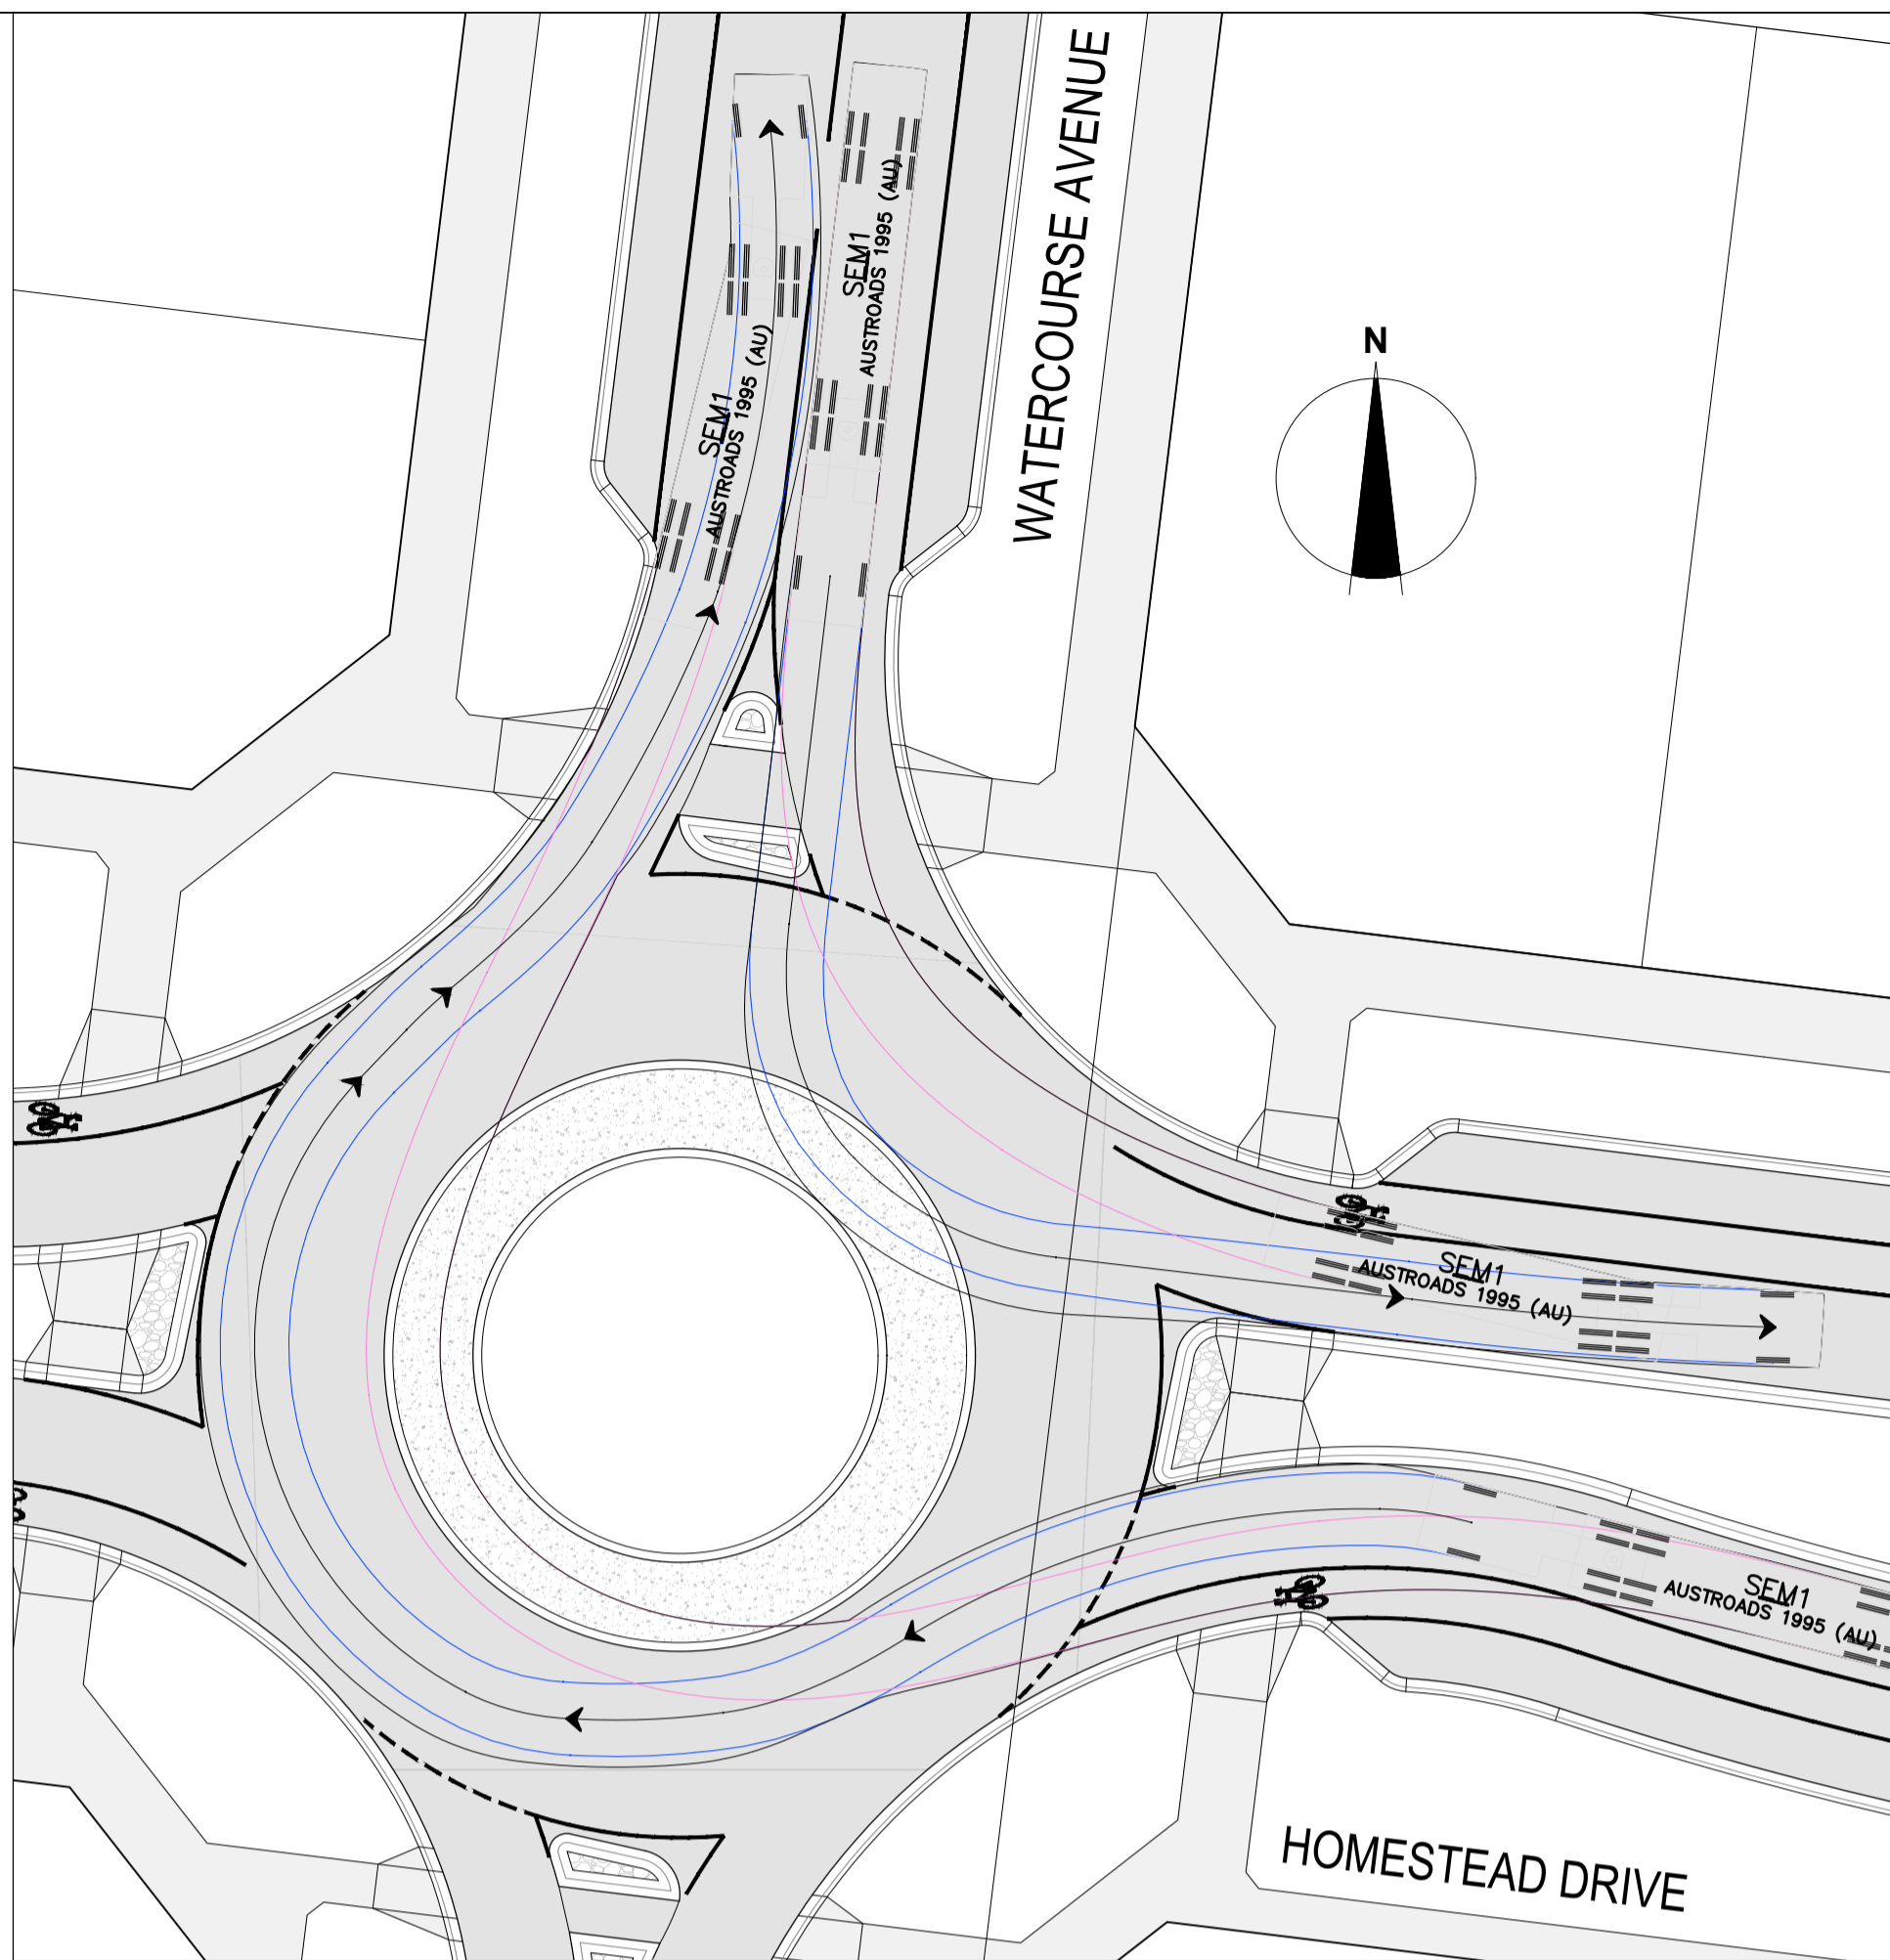 WATERCOURSE AVENUE
N
SEM1
AUSTROADS 1995 (AU)
SEM1
AUSTROADS 1995 (AU)
SEM1
AUSTROADS 1995 (AU)
SEM1
AUSTROADS 1995 (AU)
HOMESTEAD DRIVE